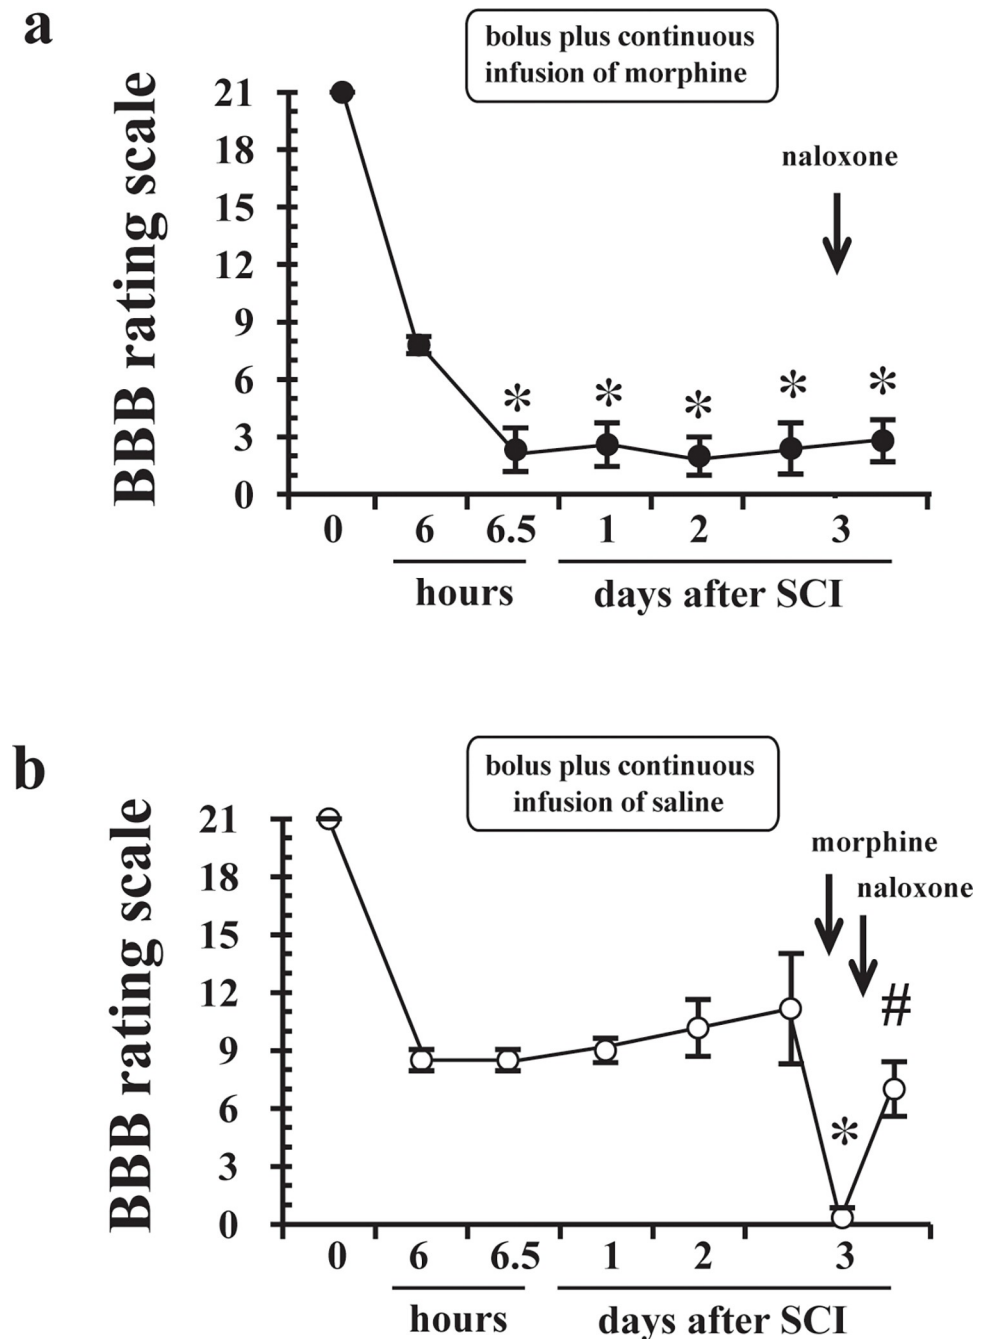 a
bolus plus continuous
infusion of morphine
BBB rating scale
21
18
15
12
9
6
3
0
naloxone
* * * * *
0 6 6.5 1 2 3
hours days after SCI
b
bolus plus continuous
infusion of saline
BBB rating scale
21
18
15
12
9
6
3
0
morphine
naloxone
#
*
0 6 6.5 1 2 3
hours days after SCI